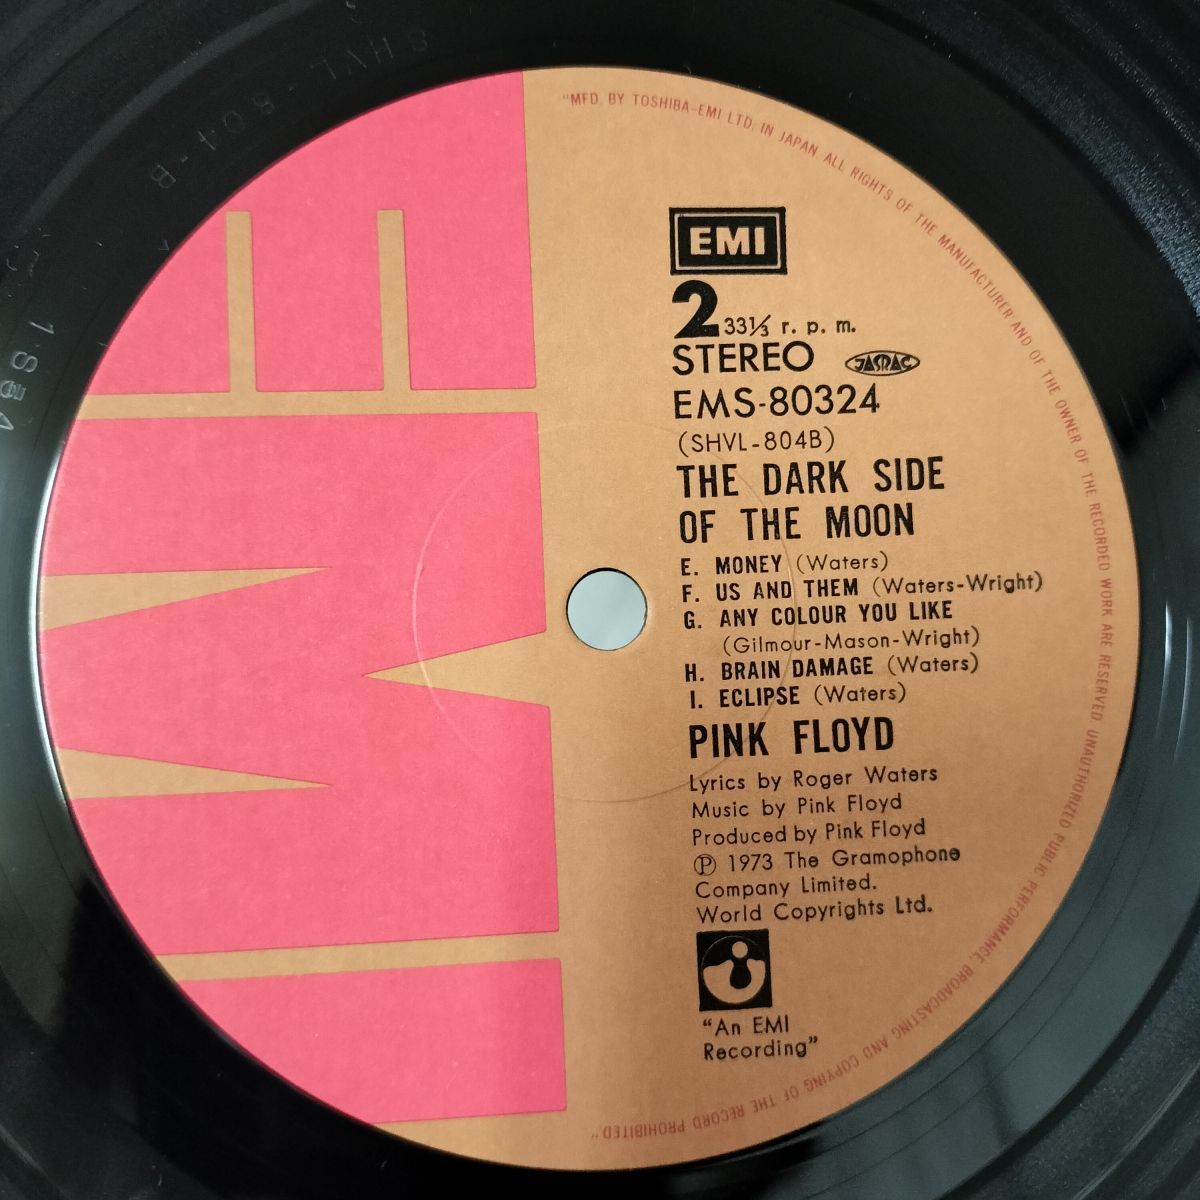 "MFD. BY TOSHIBA-EMI LTD. IN JAPAN ALL RIGHTS OF THE MANUFACTURER AND OF THE OWNER OF THE RECORDED WORK ARE RESERVED UNAUTHORIZED PUBLIC PERFORMANCE, BROADCASTING AND COPYING OF THE RECORD PROHIBITED."
EMI
EMI
2 33⅓ r. p. m.
STEREO JASRAC
EMS-80324
(SHVL-804B)
THE DARK SIDE
OF THE MOON
E. MONEY (Waters)
F. US AND THEM (Waters-Wright)
G. ANY COLOUR YOU LIKE
(Gilmour-Mason-Wright)
H. BRAIN DAMAGE (Waters)
I. ECLIPSE (Waters)
PINK FLOYD
Lyrics by Roger Waters
Music by Pink Floyd
Produced by Pink Floyd
Ⓟ 1973 The Gramophone
Company Limited.
World Copyrights Ltd.
"An EMI
Recording"
SHVL-804-B